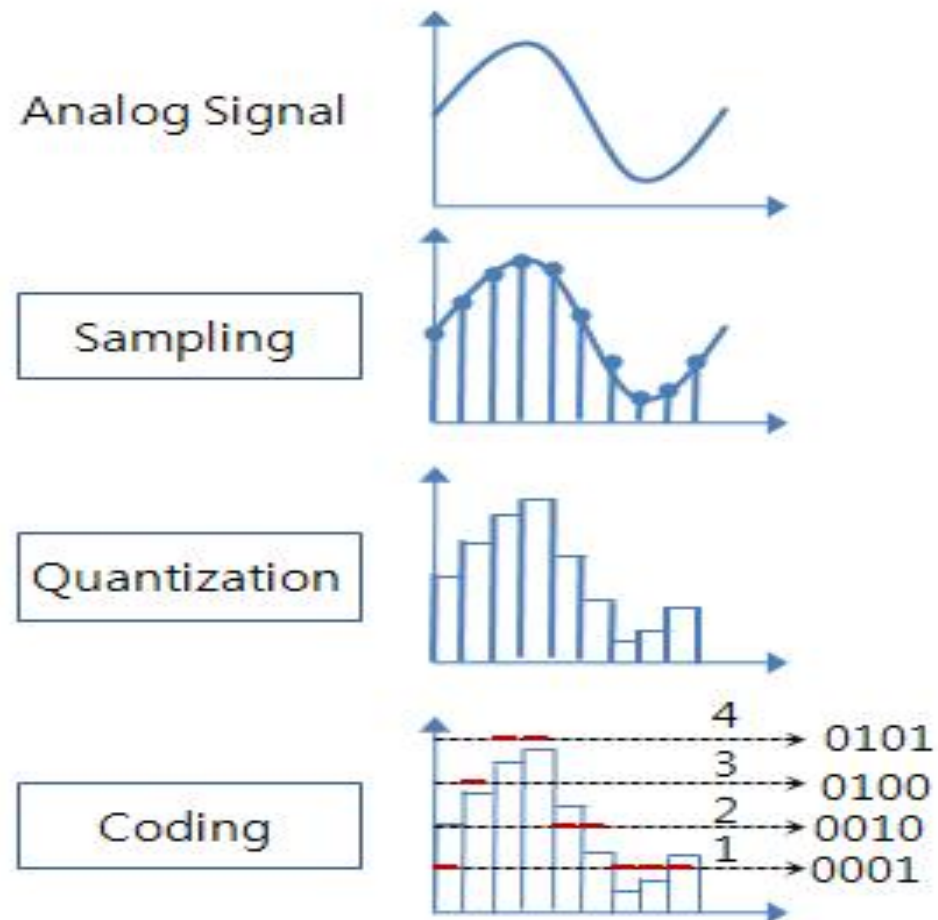 Analog Signal
Sampling
Quantization
4
0101
3
0100
Coding
2
0010
1
0001